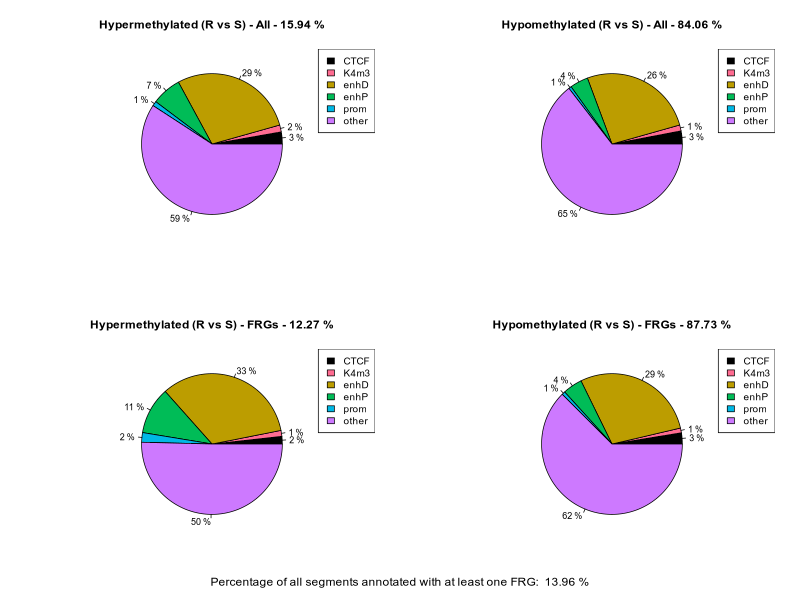 Hypermethylated (R vs S) - All - 15.94 %
CTCF
K4m3
enhD
enhP
prom
other
29 %
7 %
1 %
2 %
3 %
59 %
Hypomethylated (R vs S) - All - 84.06 %
CTCF
K4m3
enhD
enhP
prom
other
26 %
4 %
1 %
1 %
3 %
65 %
Hypermethylated (R vs S) - FRGs - 12.27 %
CTCF
K4m3
enhD
enhP
prom
other
33 %
11 %
2 %
1 %
2 %
50 %
Hypomethylated (R vs S) - FRGs - 87.73 %
CTCF
K4m3
enhD
enhP
prom
other
29 %
4 %
1 %
1 %
3 %
62 %
Percentage of all segments annotated with at least one FRG: 13.96 %